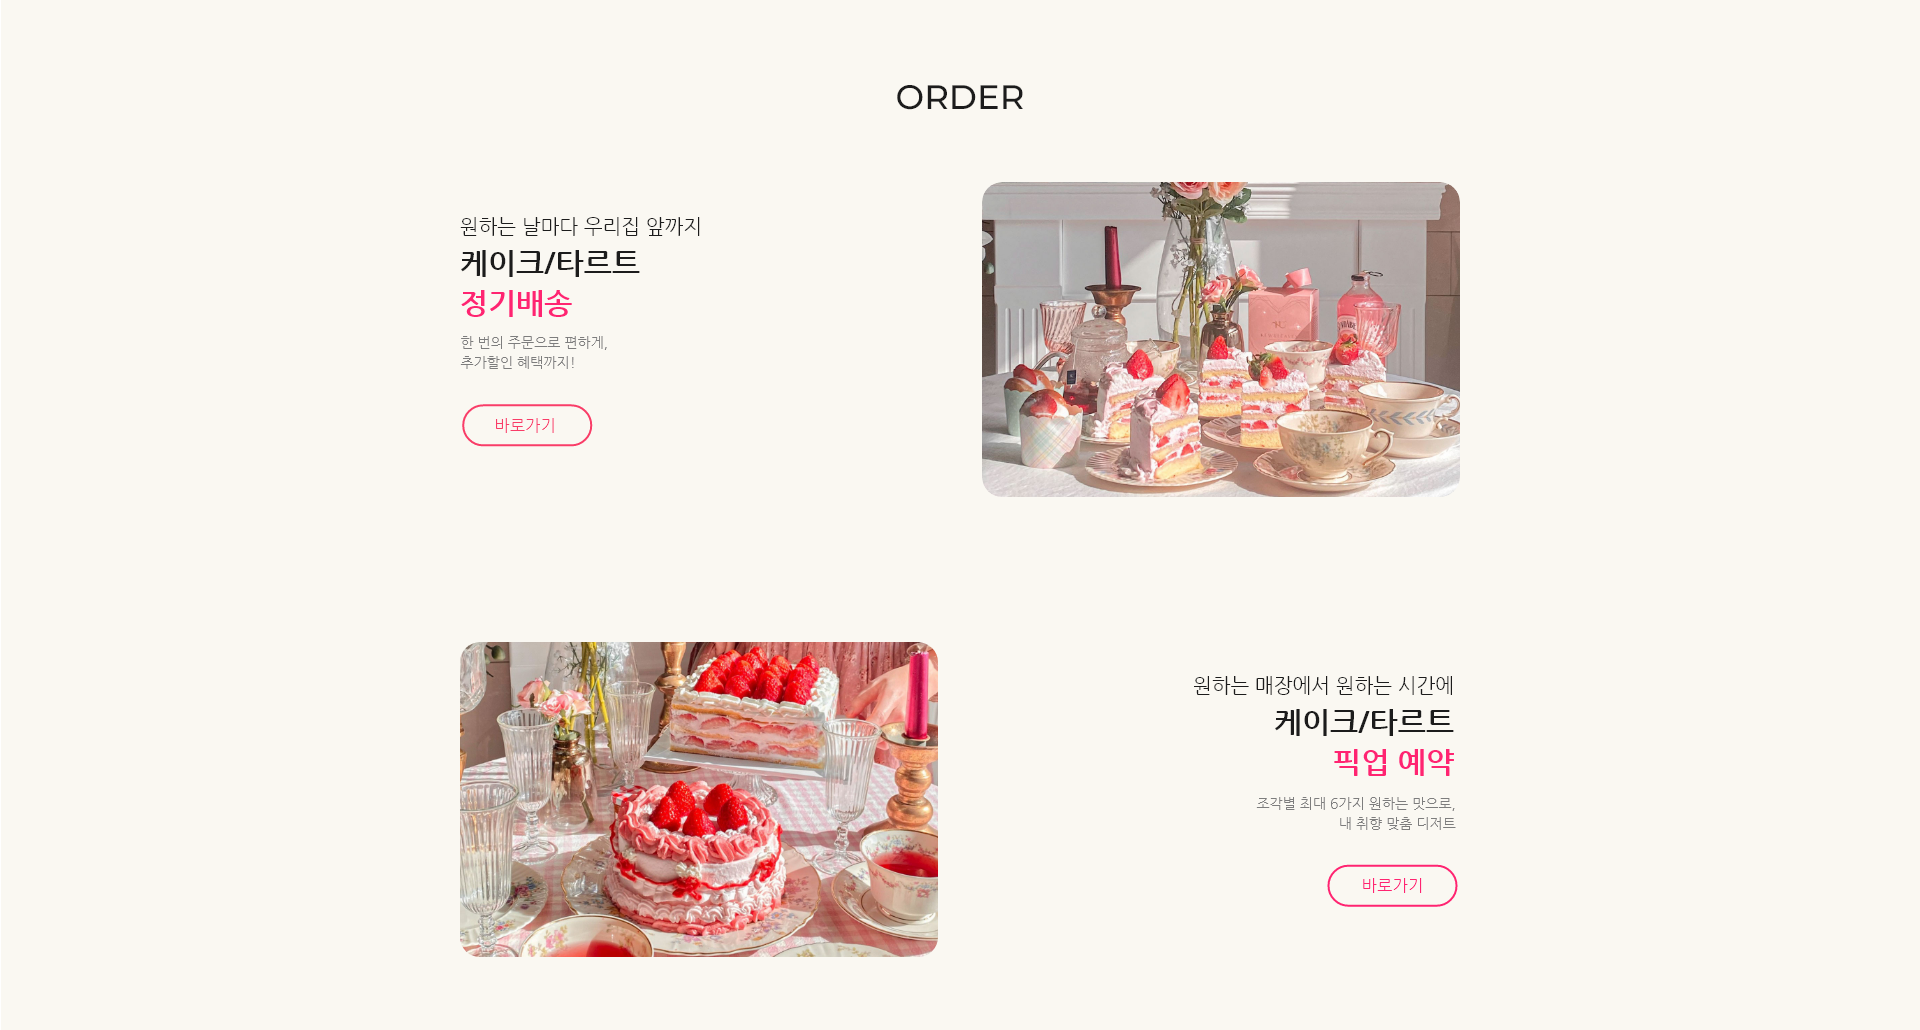 ORDER
원하는 날마다 우리집 앞까지
케이크/타르트
정기배송
한 번의 주문으로 편하게,
추가할인 혜택까지!
바로가기
원하는 매장에서 원하는 시간에
케이크/타르트
픽업 예약
조각별 최대 6가지 원하는 맛으로,
내 취향 맞춤 디저트
바로가기